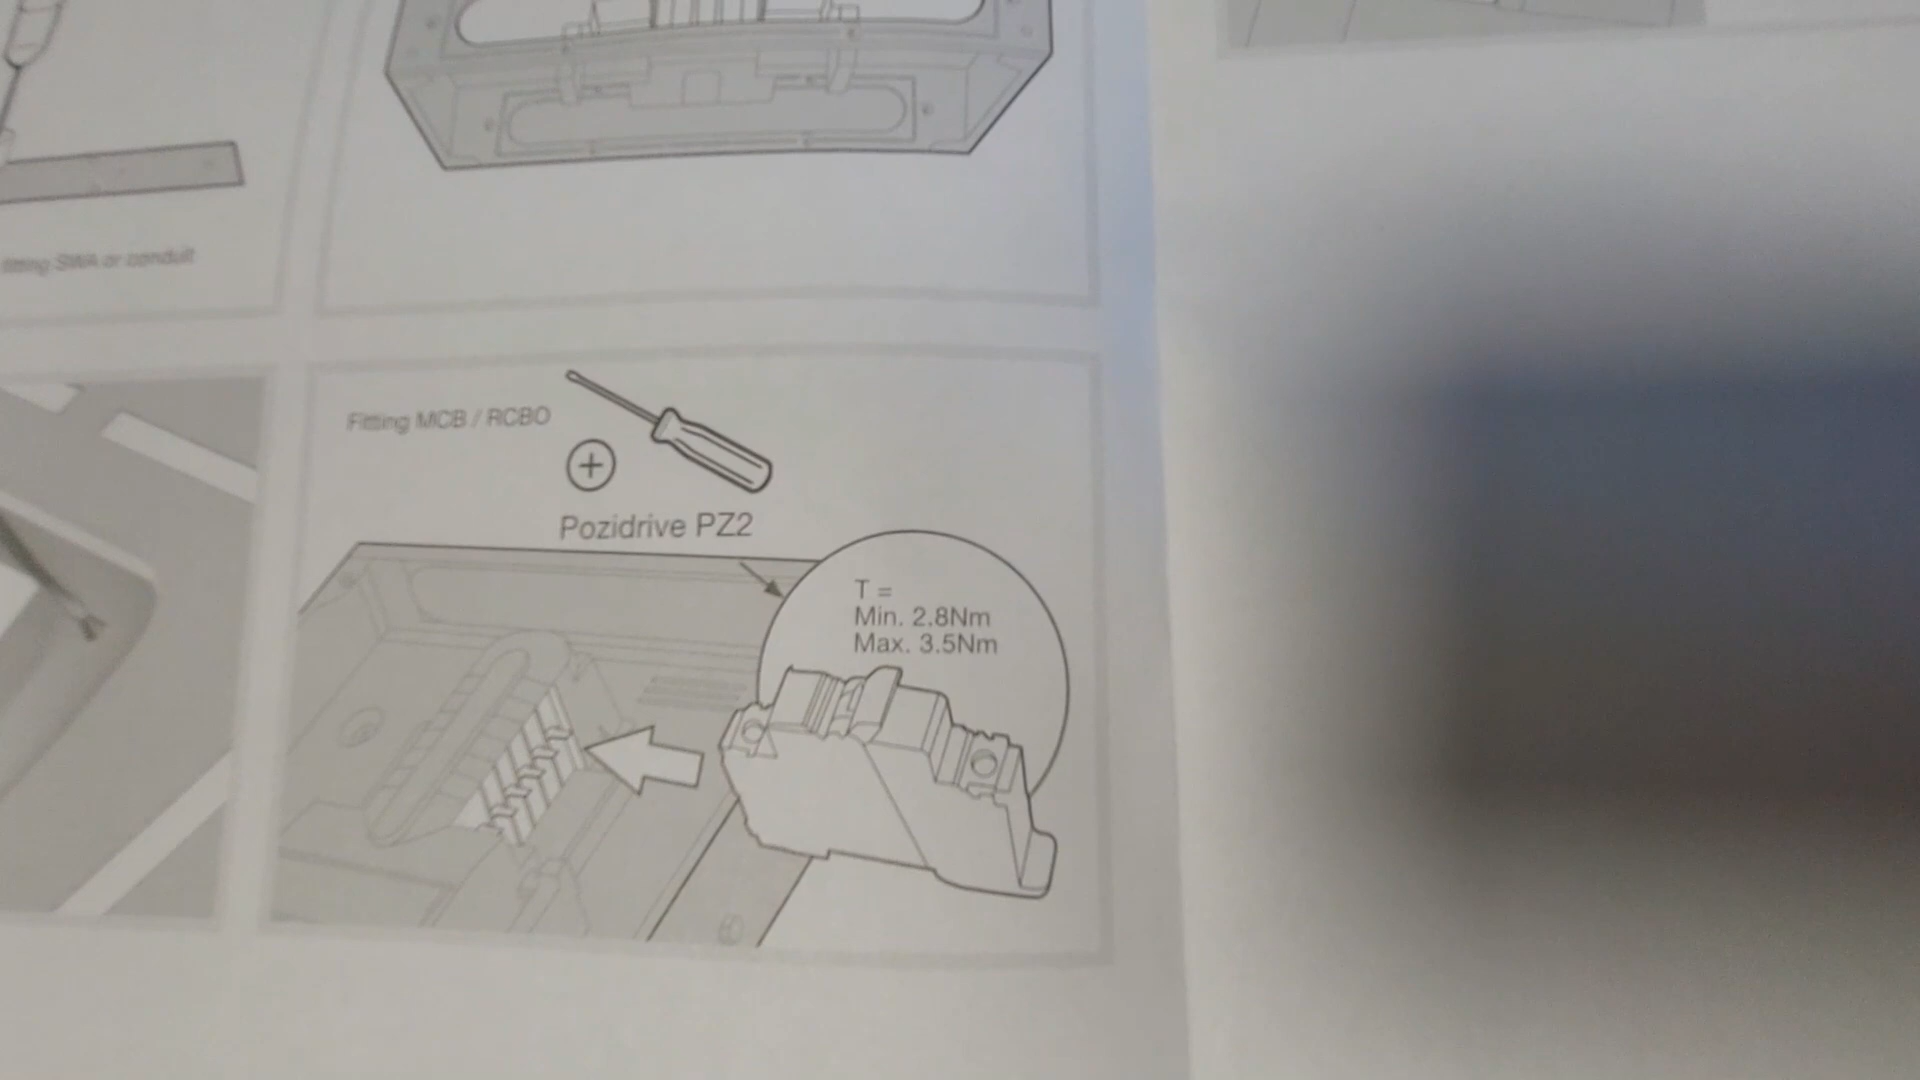 fitting SWA or conduit
Fitting MCB / RCBO
Pozidrive PZ2
T =
Min. 2.8Nm
Max. 3.5Nm